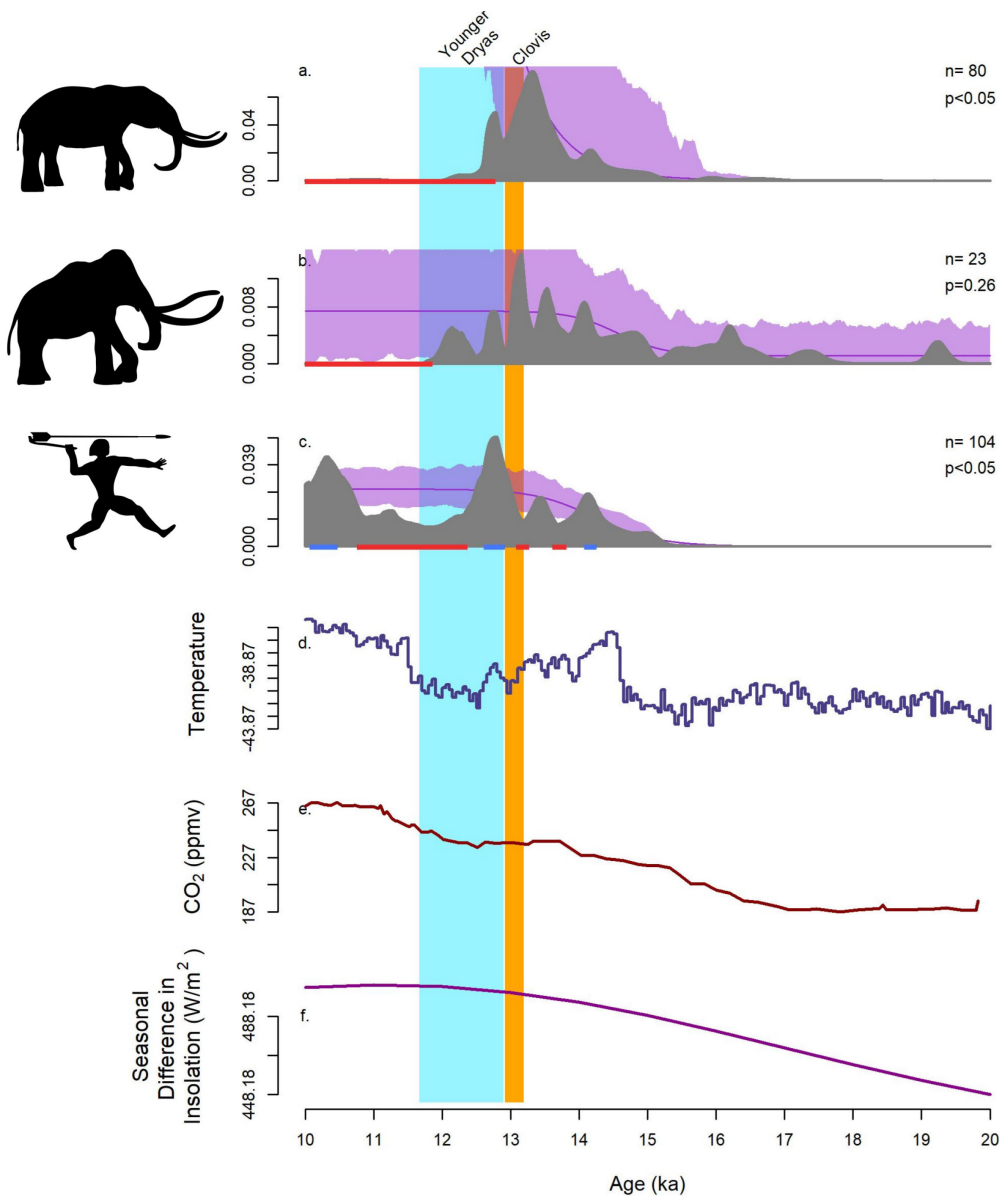 Younger
Dryas
Clovis
a.
n= 80
p<0.05
0.04
0.00
b.
n= 23
p=0.26
0.008
0.000
c.
n= 104
p<0.05
0.039
0.000
Temperature
d.
-38.87
-43.87
CO2 (ppmv)
e.
267
227
187
Seasonal
Difference in
Insolation (W/m2 )
f.
488.18
448.18
10 11 12 13 14 15 16 17 18 19 20
Age (ka)